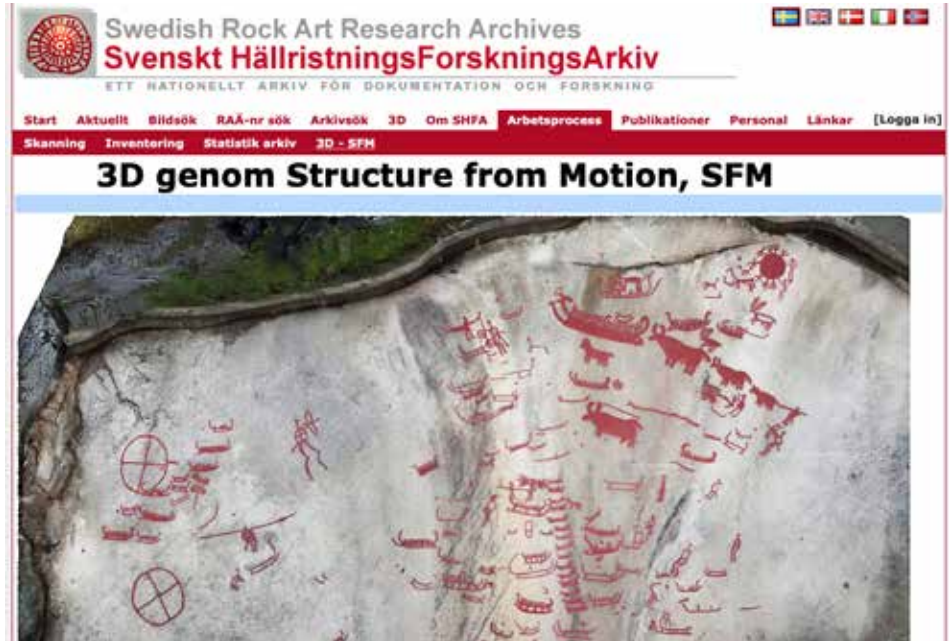 Swedish Rock Art Research Archives
Svenskt HällristningsForskningsArkiv
ETT NATIONELLT ARKIV FÖR DOKUMENTATION OCH FORSKNING
Start Aktuellt Bildsök RAÄ-nr sök Arkivsök 3D Om SHFA Arbetsprocess Publikationer Personal Länkar [Logga in]
Skanning Inventering Statistik arkiv 3D - SFM
3D genom Structure from Motion, SFM